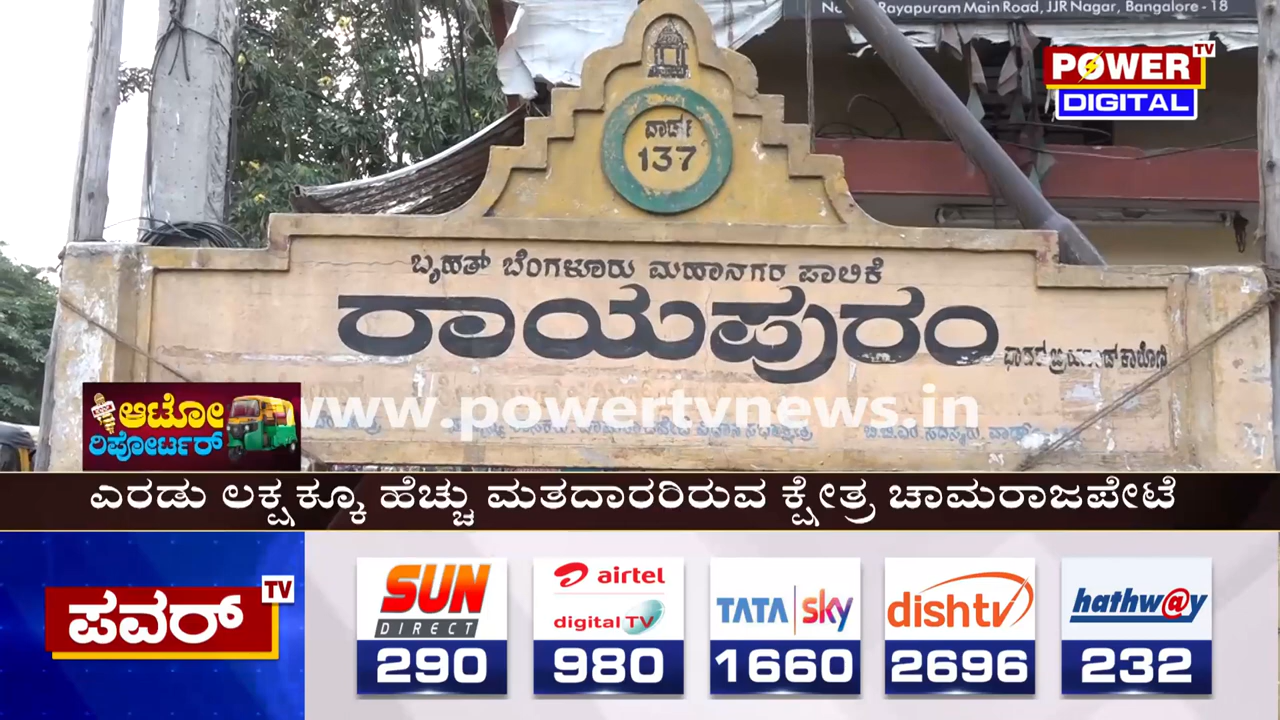 Rayapuram Main Road, JJR Nagar, Bangalore - 18
POWER TV
DIGITAL
ವಾರ್ಡ್
137
ಬೃಹತ್ ಬೆಂಗಳೂರು ಮಹಾನಗರ ಪಾಲಿಕೆ
ರಾಯಪುರಂ
www.powertvnews.in
ಆಟೋ
ರಿಪೋರ್ಟರ್
ಎರಡು ಲಕ್ಷಕ್ಕೂ ಹೆಚ್ಚು ಮತದಾರರಿರುವ ಕ್ಷೇತ್ರ ಚಾಮರಾಜಪೇಟೆ
ಪವರ್ TV
SUN
DIRECT
290
airtel
digital TV
980
TATA sky
1660
dishtv
2696
hathw@y
232